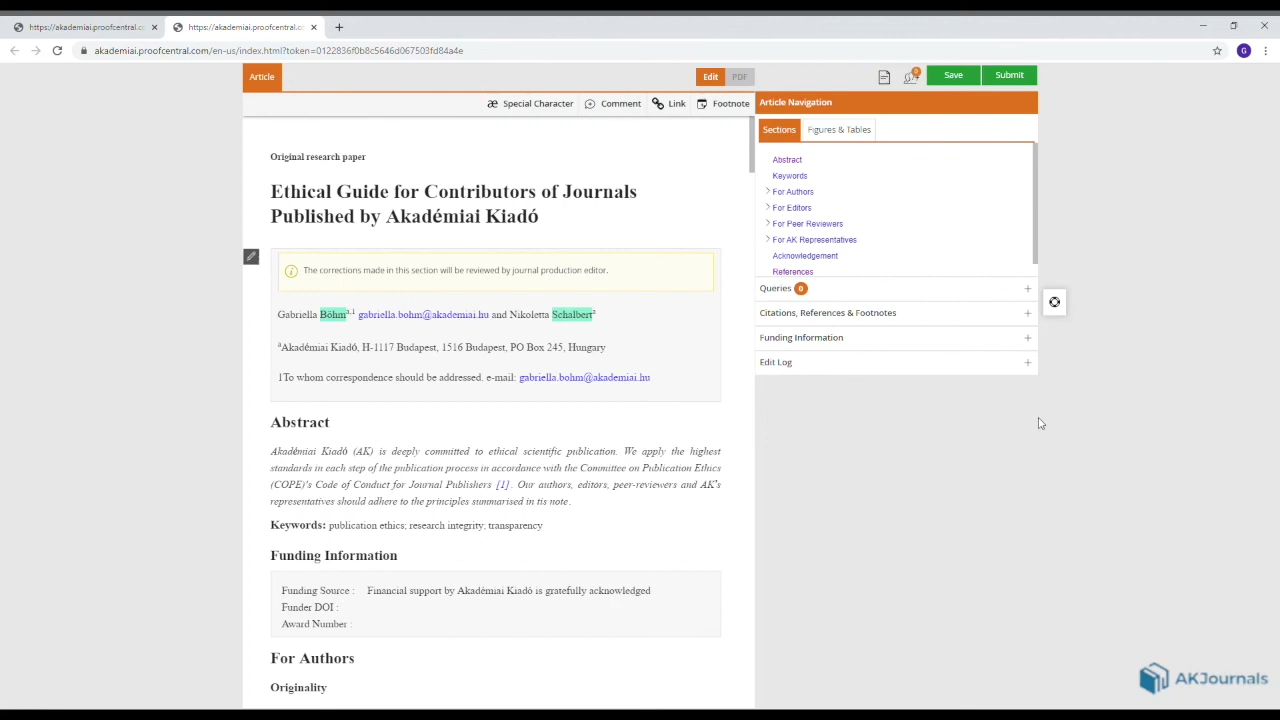 https://akademiai.proofcentral.c
https://akademiai.proofcentral.o
akademiai.proofcentral.com/en-us/index.html?token=0122836f0b8c5646d067503fd84a4e
G
Article
Edit
PDF
0
Save
Submit
æ Special Character
Comment
Link
Footnote
Article Navigation
Sections
Figures & Tables
Abstract
Keywords
For Authors
For Editors
For Peer Reviewers
For AK Representatives
Acknowledgement
References
Queries 0
Citations, References & Footnotes
Funding Information
Edit Log
Original research paper
Ethical Guide for Contributors of Journals
Published by Akadémiai Kiadó
The corrections made in this section will be reviewed by journal production editor.
Gabriella Böhm a,1 gabriella.bohm@akademiai.hu and Nikoletta Schalbert a
aAkadémiai Kiadó, H-1117 Budapest, 1516 Budapest, PO Box 245, Hungary
1To whom correspondence should be addressed. e-mail: gabriella.bohm@akademiai.hu
Abstract
Akadémiai Kiadó (AK) is deeply committed to ethical scientific publication. We apply the highest
standards in each step of the publication process in accordance with the Committee on Publication Ethics
(COPE)'s Code of Conduct for Journal Publishers [1]. Our authors, editors, peer-reviewers and AK's
representatives should adhere to the principles summarised in tis note.
Keywords: publication ethics; research integrity; transparency
Funding Information
Funding Source : Financial support by Akadémiai Kiadó is gratefully acknowledged
Funder DOI :
Award Number :
For Authors
Originality
AKJournals